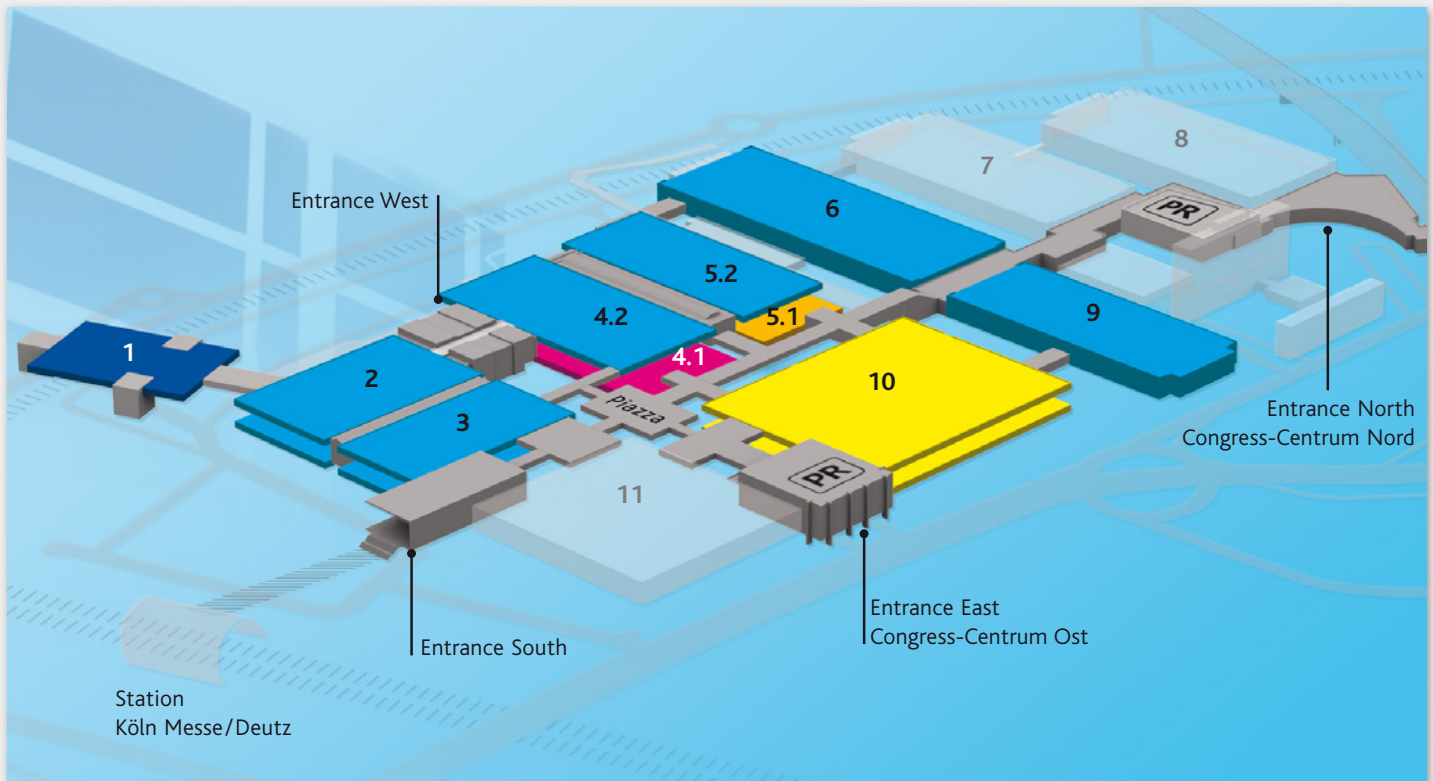 8
7
PR
Entrance West
6
5.2
5.1
4.2
9
1
4.1
2
10
Piazza
3
Entrance North
Congress-Centrum Nord
PR
11
Entrance East
Congress-Centrum Ost
Entrance South
Station
Köln Messe/Deutz